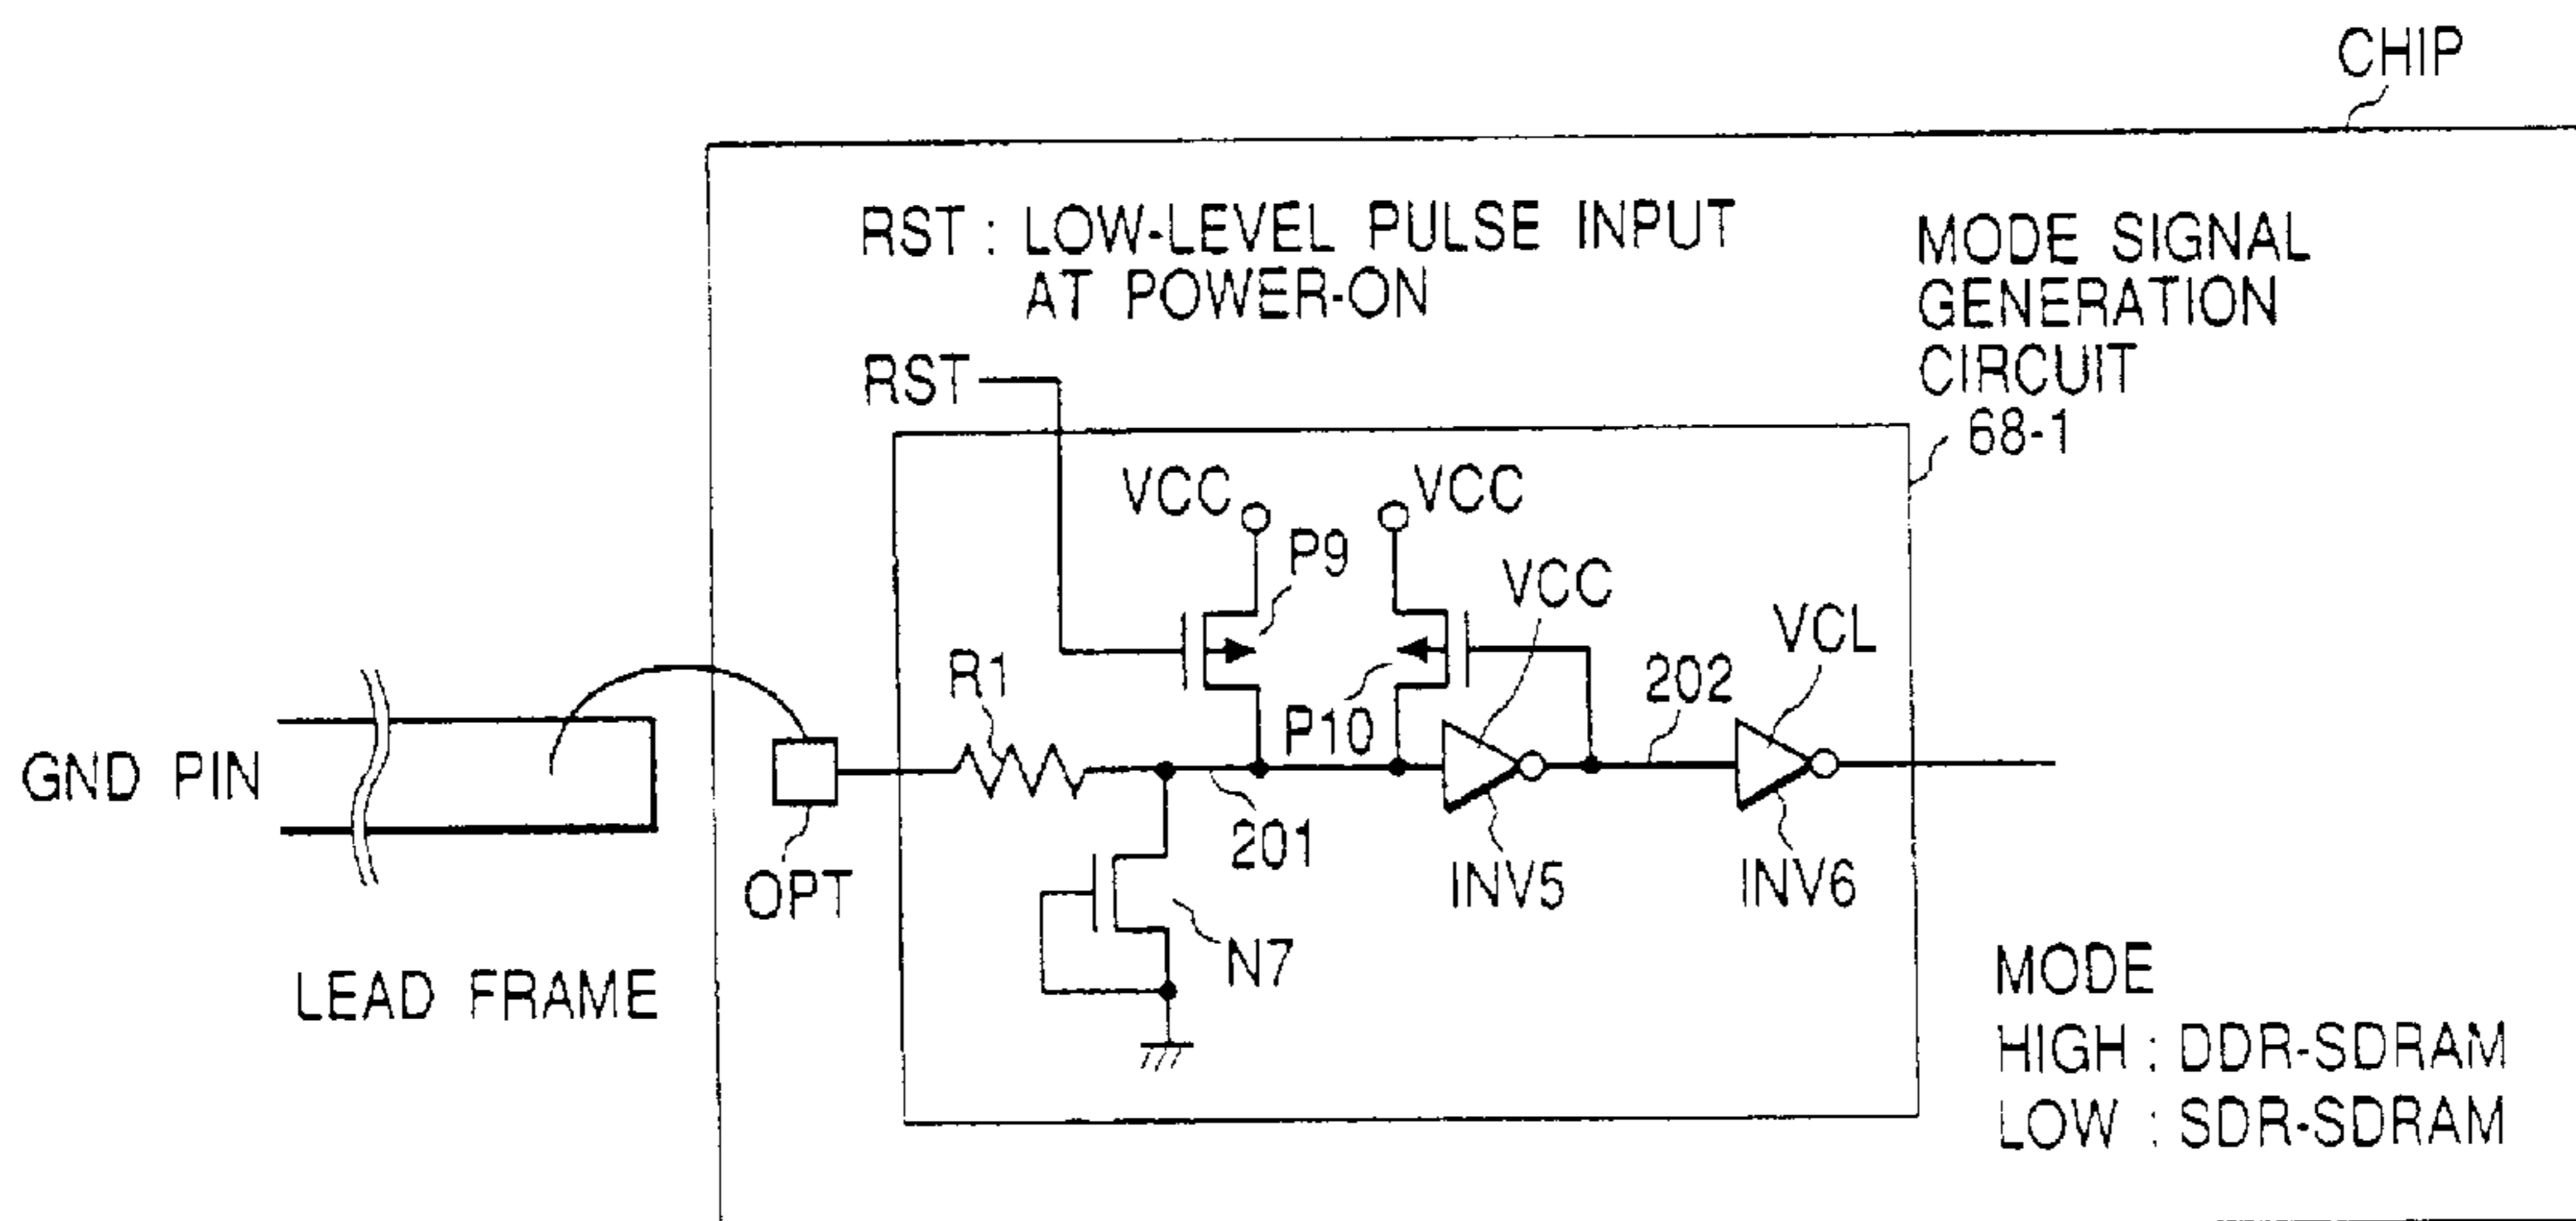 CHIP
RST : LOW-LEVEL PULSE INPUT
AT POWER-ON
MODE SIGNAL
GENERATION
CIRCUIT
68-1
RST
VCC
VCC
P9
VCC
VCL
R1
202
P10
GND PIN
201
OPT
INV5
INV6
N7
LEAD FRAME
MODE
HIGH : DDR-SDRAM
LOW : SDR-SDRAM